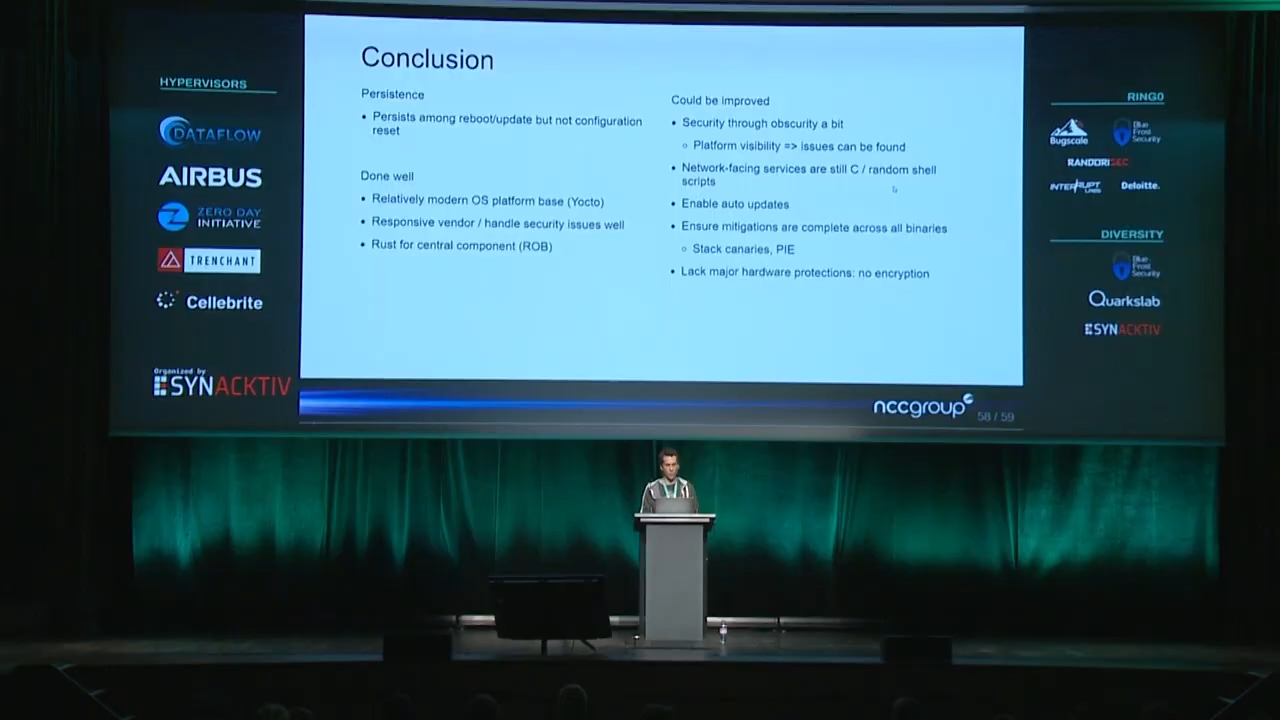 HYPERVISORS
DATAFLOW
AIRBUS
ZERO DAY
INITIATIVE
TRENCHANT
Cellebrite
Organized by
SYNACKTIV
Conclusion
Persistence
• Persists among reboot/update but not configuration
reset
Done well
• Relatively modern OS platform base (Yocto)
• Responsive vendor / handle security issues well
• Rust for central component (ROB)
Could be improved
• Security through obscurity a bit
○ Platform visibility => issues can be found
• Network-facing services are still C / random shell
scripts
• Enable auto updates
• Ensure mitigations are complete across all binaries
○ Stack canaries, PIE
• Lack major hardware protections: no encryption
nccgroup
58 / 59
RING0
Bugscale
Blue
Frost
Security
RANDORISEC
INTERRUPT
LABS
Deloitte.
DIVERSITY
Blue
Frost
Security
Quarkslab
SYNACKTIV